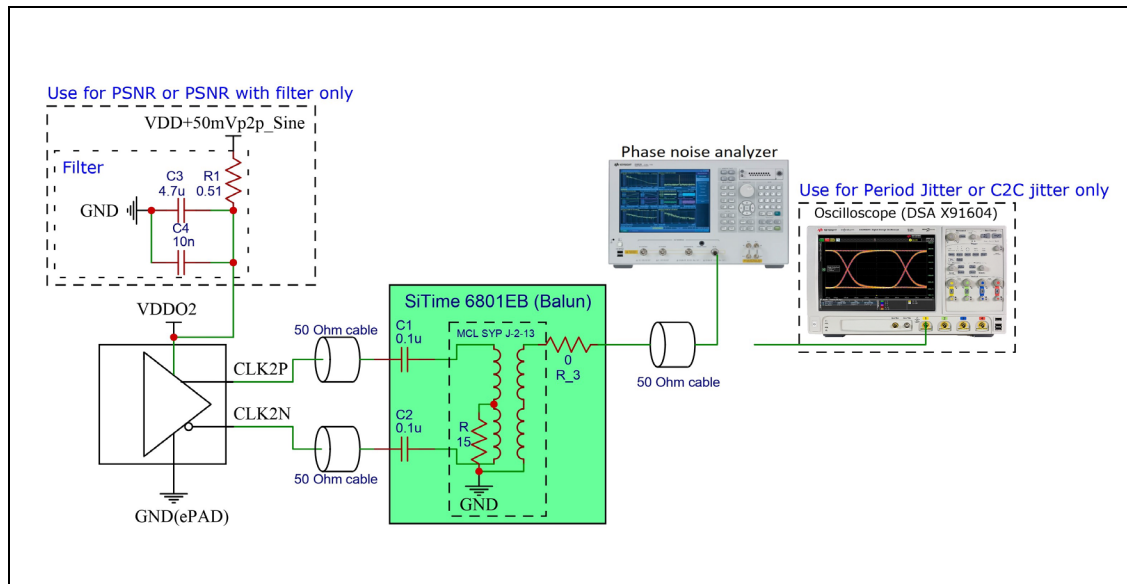 Use for PSNR or PSNR with filter only
VDD+50mVp2p_Sine
Filter
C3
4.7u
R1
0.51
GND
C4
10n
VDDO2
CLK2P
CLK2N
GND(ePAD)
50 Ohm cable
50 Ohm cable
SiTime 6801EB (Balun)
C1
0.1u
MCL SYP J-2-13
C2
0.1u
R
15
GND
0
R_3
50 Ohm cable
Phase noise analyzer
Use for Period Jitter or C2C jitter only
Oscilloscope (DSA X91604)